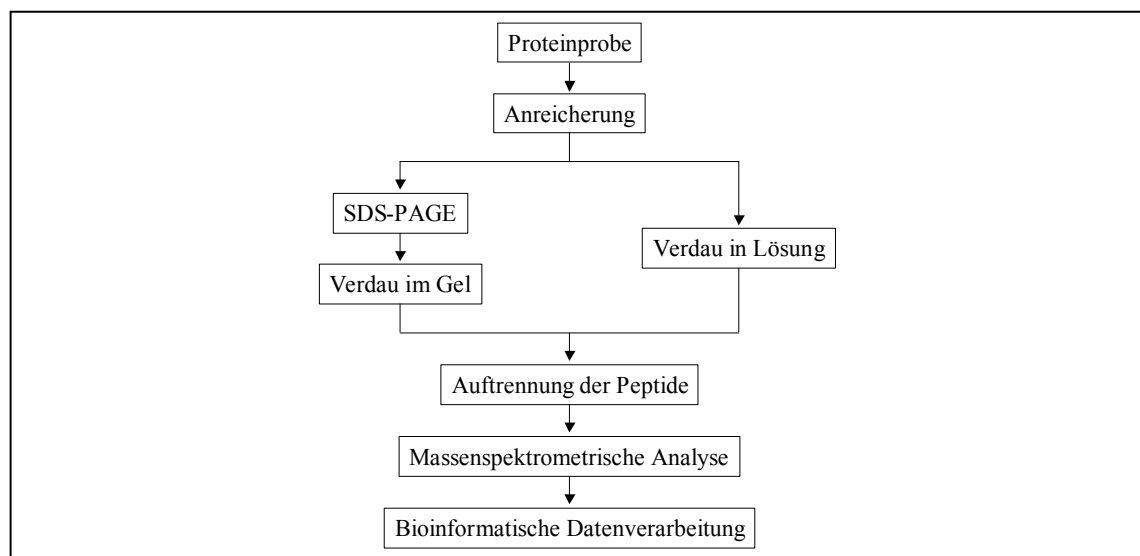 Proteinprobe
Anreicherung
SDS-PAGE
Verdau in Lösung
Verdau im Gel
Auftrennung der Peptide
Massenspektrometrische Analyse
Bioinformatische Datenverarbeitung